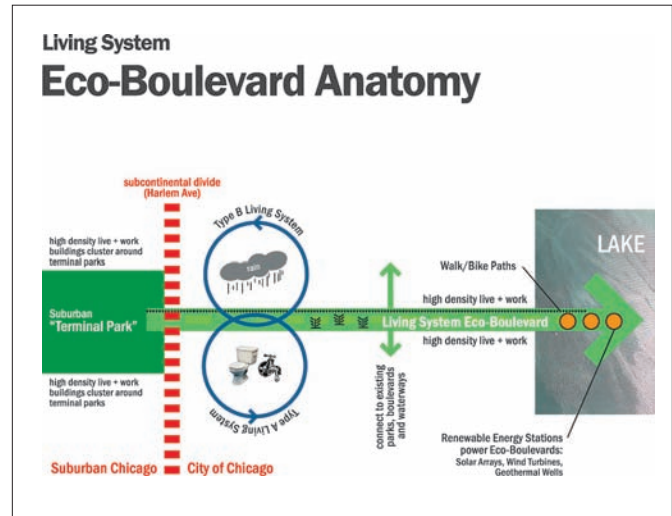 Living System
Eco-Boulevard Anatomy
subcontinental divide
(Harlem Ave)
high density live + work
buildings cluster around
terminal parks
Suburban
"Terminal Park"
high density live + work
buildings cluster around
terminal parks
Type B Living System
rain
Type A Living System
Suburban Chicago
City of Chicago
connect to existing
parks, boulevards
and waterways
high density live + work
Living System Eco-Boulevard
high density live + work
Walk/Bike Paths
LAKE
Renewable Energy Stations
power Eco-Boulevards:
Solar Arrays, Wind Turbines,
Geothermal Wells